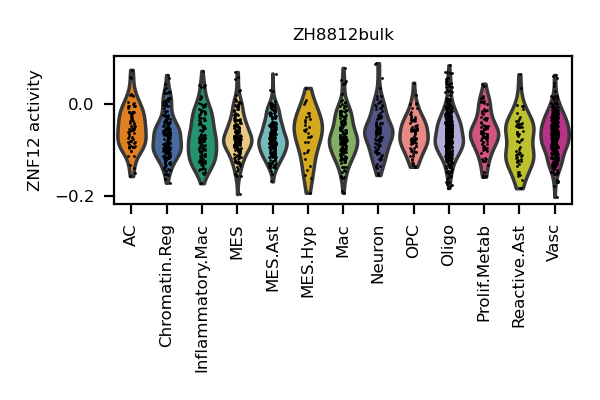 ZH8812bulk
ZNF12 activity
0.0
−0.2
AC
Chromatin.Reg
Inflammatory.Mac
MES
MES.Ast
MES.Hyp
Mac
Neuron
OPC
Oligo
Prolif.Metab
Reactive.Ast
Vasc